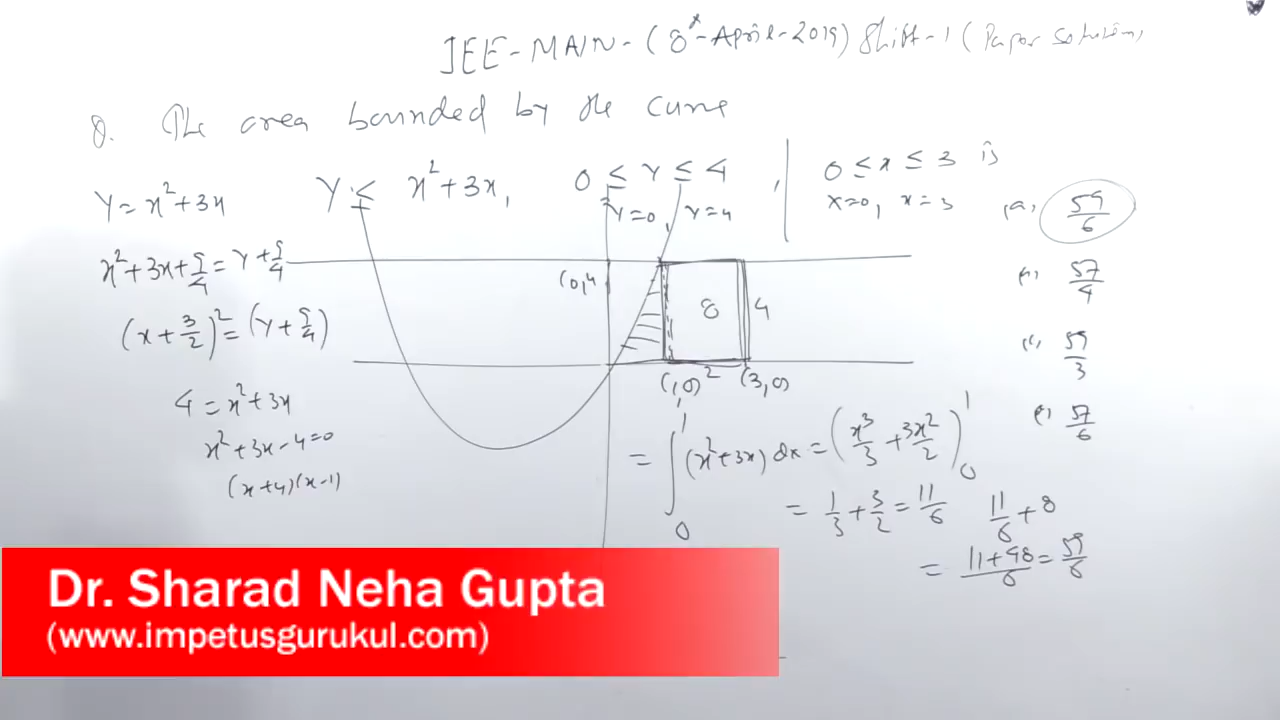 JEE-MAIN-(8th-April-2019) Shift-1 (Paper solution)
Q. The area bounded by the curve
Y ≤ x²+3x, 0 ≤ Y ≤ 4, 0 ≤ x ≤ 3 is
Y=0, Y=4
x=0, x=3
Y=x²+3x
x²+3x+9/4=Y+9/4
(x+3/2)²=(Y+9/4)
4=x²+3x
x²+3x-4=0
(x+4)(x-1)
(0,4
8
4
(1,0)
2
(3,0)
(a) 59/6
57/4
59/3
57/6
= ∫₀¹ (x²+3x) dx = (x³/3 + 3x²/2)₀¹
= 1/3 + 3/2 = 11/6
11/6 + 8
= (11+48)/6 = 59/6
Dr. Sharad Neha Gupta
(www.impetusgurukul.com)